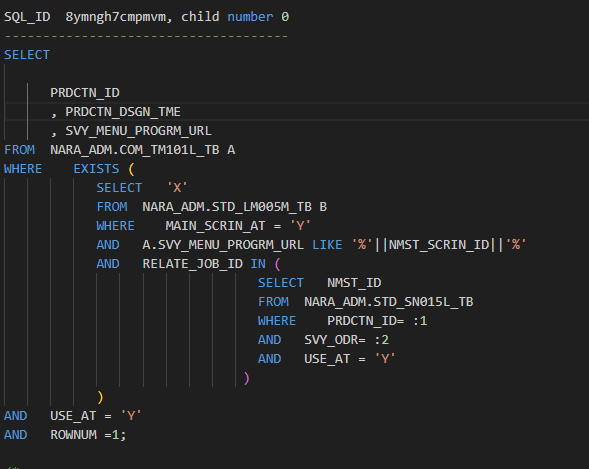 SQL_ID  8ymngh7cmpmvm, child number 0
-------------------------------------
SELECT
PRDCTN_ID
, PRDCTN_DSGN_TME
, SVY_MENU_PROGRM_URL
FROM  NARA_ADM.COM_TM101L_TB A
WHERE    EXISTS (
SELECT   'X'
FROM  NARA_ADM.STD_LM005M_TB B
WHERE    MAIN_SCRIN_AT = 'Y'
AND   A.SVY_MENU_PROGRM_URL LIKE '%'||NMST_SCRIN_ID||'%'
AND   RELATE_JOB_ID IN (
SELECT   NMST_ID
FROM  NARA_ADM.STD_SN015L_TB
WHERE    PRDCTN_ID= :1
AND   SVY_ODR= :2
AND   USE_AT = 'Y'
)
)
AND   USE_AT = 'Y'
AND   ROWNUM =1;